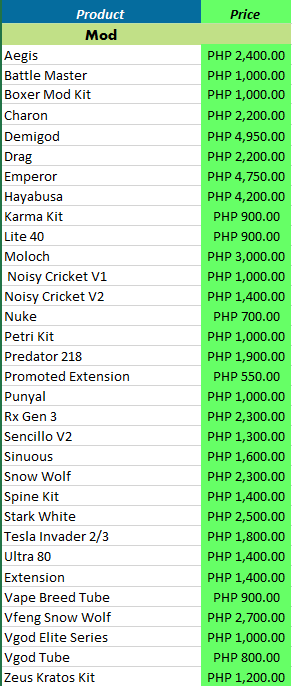 Product Price
Mod
Aegis PHP 2,400.00
Battle Master PHP 1,000.00
Boxer Mod Kit PHP 1,000.00
Charon PHP 2,200.00
Demigod PHP 4,950.00
Drag PHP 2,200.00
Emperor PHP 4,750.00
Hayabusa PHP 4,200.00
Karma Kit PHP 900.00
Lite 40 PHP 900.00
Moloch PHP 3,000.00
Noisy Cricket V1 PHP 1,000.00
Noisy Cricket V2 PHP 1,400.00
Nuke PHP 700.00
Petri Kit PHP 1,000.00
Predator 218 PHP 1,900.00
Promoted Extension PHP 550.00
Punyal PHP 1,000.00
Rx Gen 3 PHP 2,300.00
Sencillo V2 PHP 1,300.00
Sinuous PHP 1,600.00
Snow Wolf PHP 2,300.00
Spine Kit PHP 1,400.00
Stark White PHP 2,500.00
Tesla Invader 2/3 PHP 1,800.00
Ultra 80 PHP 1,400.00
Extension PHP 1,400.00
Vape Breed Tube PHP 900.00
Vfeng Snow Wolf PHP 2,700.00
Vgod Elite Series PHP 1,000.00
Vgod Tube PHP 800.00
Zeus Kratos Kit PHP 1,200.00